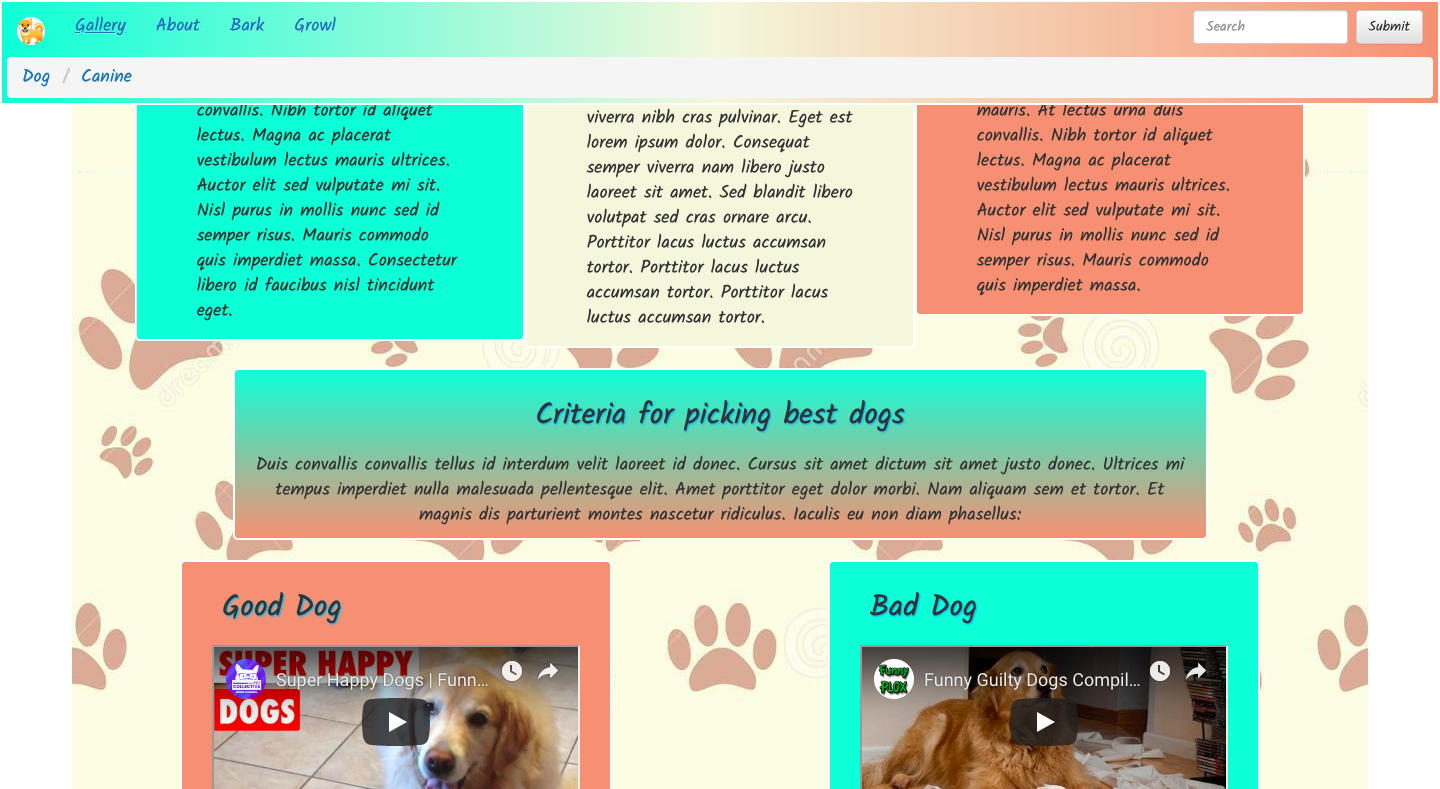 Gallery About Bark Growl Search Submit
Dog / Canine
convallis. Nibh tortor id aliquet
lectus. Magna ac placerat
vestibulum lectus mauris ultrices.
Auctor elit sed vulputate mi sit.
Nisl purus in mollis nunc sed id
semper risus. Mauris commodo
quis imperdiet massa. Consectetur
libero id faucibus nisl tincidunt
eget.
viverra nibh cras pulvinar. Eget est
lorem ipsum dolor. Consequat
semper viverra nam libero justo
laoreet sit amet. Sed blandit libero
volutpat sed cras ornare arcu.
Porttitor lacus luctus accumsan
tortor. Porttitor lacus luctus
accumsan tortor. Porttitor lacus
luctus accumsan tortor.
mauris. At lectus urna duis
convallis. Nibh tortor id aliquet
lectus. Magna ac placerat
vestibulum lectus mauris ultrices.
Auctor elit sed vulputate mi sit.
Nisl purus in mollis nunc sed id
semper risus. Mauris commodo
quis imperdiet massa.
Criteria for picking best dogs
Duis convallis convallis tellus id interdum velit laoreet id donec. Cursus sit amet dictum sit amet justo donec. Ultrices mi
tempus imperdiet nulla malesuada pellentesque elit. Amet porttitor eget dolor morbi. Nam aliquam sem et tortor. Et
magnis dis parturient montes nascetur ridiculus. Iaculis eu non diam phasellus:
Good Dog
SUPER HAPPY
DOGS
COLLECTIVE
Super Happy Dogs | Funn...
Bad Dog
Funny
PLOX
Funny Guilty Dogs Compil...